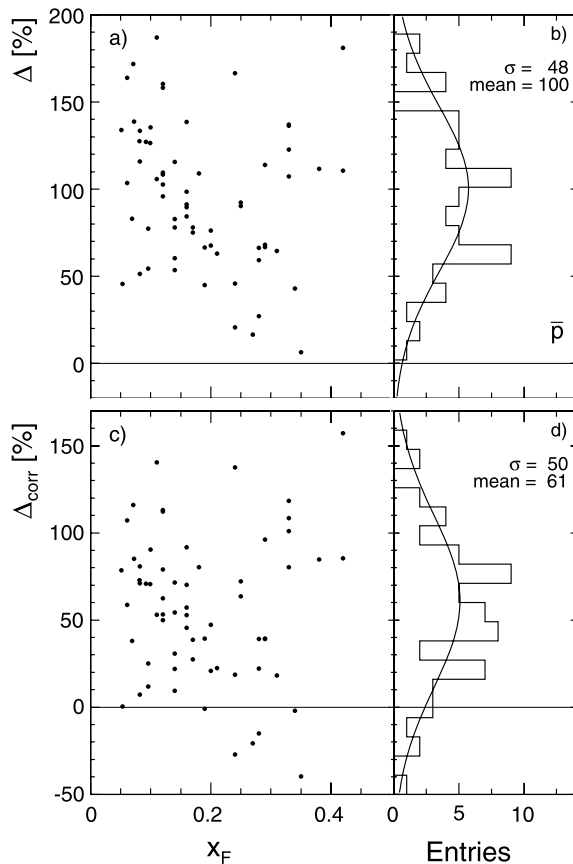 Δ [%]
200
150
100
50
0
a)
b)
σ = 48
mean = 100
p̅
Δcorr [%]
150
100
50
0
-50
c)
d)
σ = 50
mean = 61
0 0.2 0.4 0 5 10
xF Entries